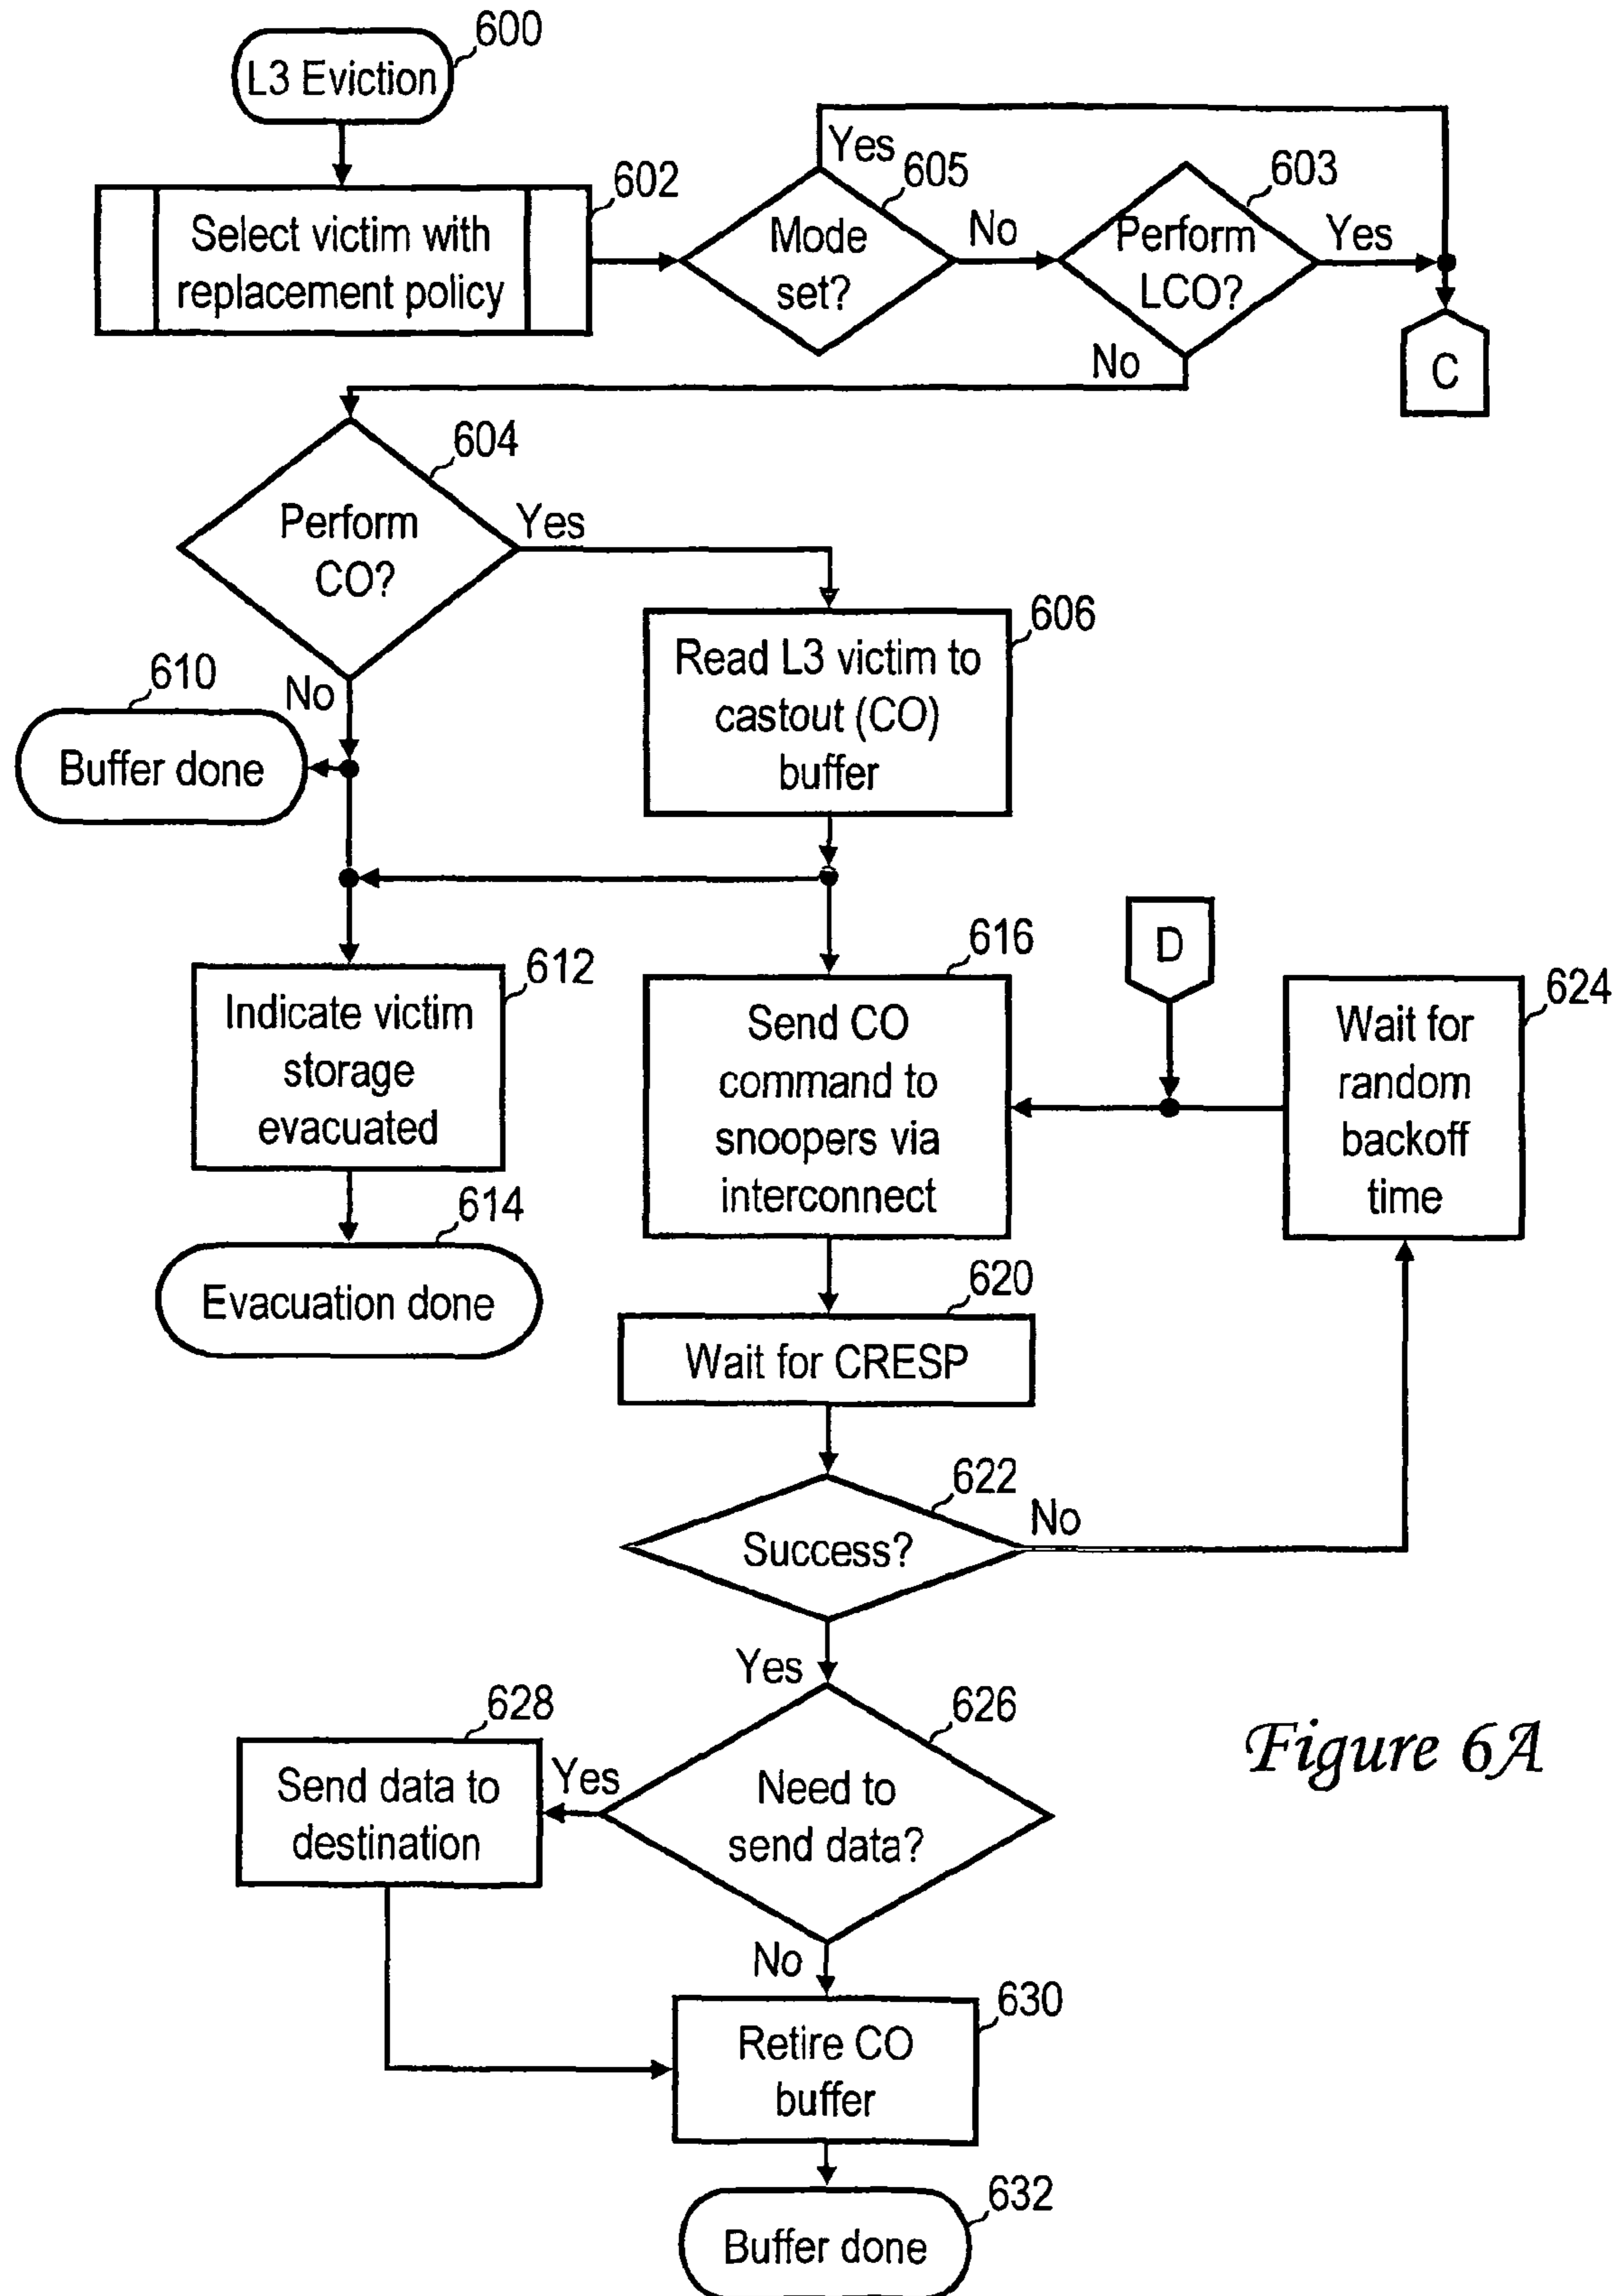 600
L3 Eviction
602
Select victim with
replacement policy
Yes
605
Mode
set?
No
603
Perform
LCO?
Yes
No
C
604
Perform
CO?
Yes
No
606
Read L3 victim to
castout (CO)
buffer
610
Buffer done
612
Indicate victim
storage
evacuated
614
Evacuation done
616
Send CO
command to
snoopers via
interconnect
D
624
Wait for
random
backoff
time
620
Wait for CRESP
622
Success?
No
Yes
626
Need to
send data?
Yes
628
Send data to
destination
No
630
Retire CO
buffer
632
Buffer done
Figure 6A